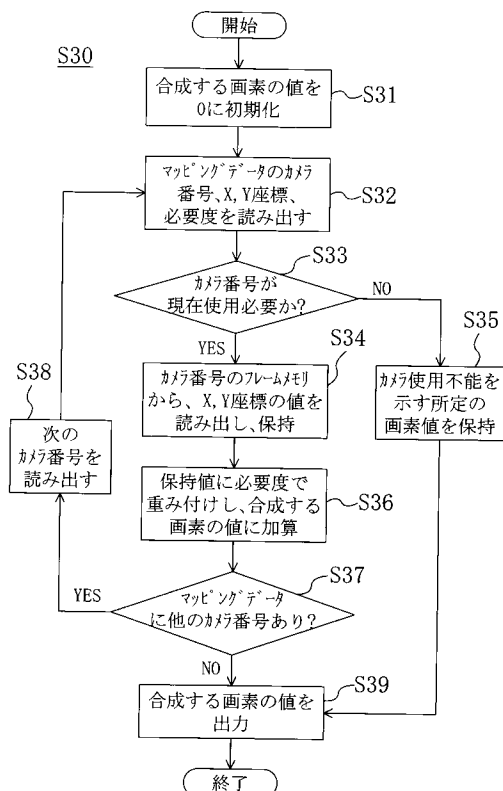 開始
S30
合成する画素の値を
0に初期化
S31
マッピングデータのカメラ
番号、X,Y座標、
必要度を読み出す
S32
カメラ番号が
現在使用必要か?
S33
NO
YES
カメラ番号のフレームメモリ
から、X,Y座標の値を
読み出し、保持
S34
カメラ使用不能を
示す所定の
画素値を保持
S35
S38
次の
カメラ番号を
読み出す
保持値に必要度で
重み付けし、合成する
画素の値に加算
S36
マッピングデータ
に他のカメラ番号あり?
S37
YES
NO
合成する画素の値を
出力
S39
終了